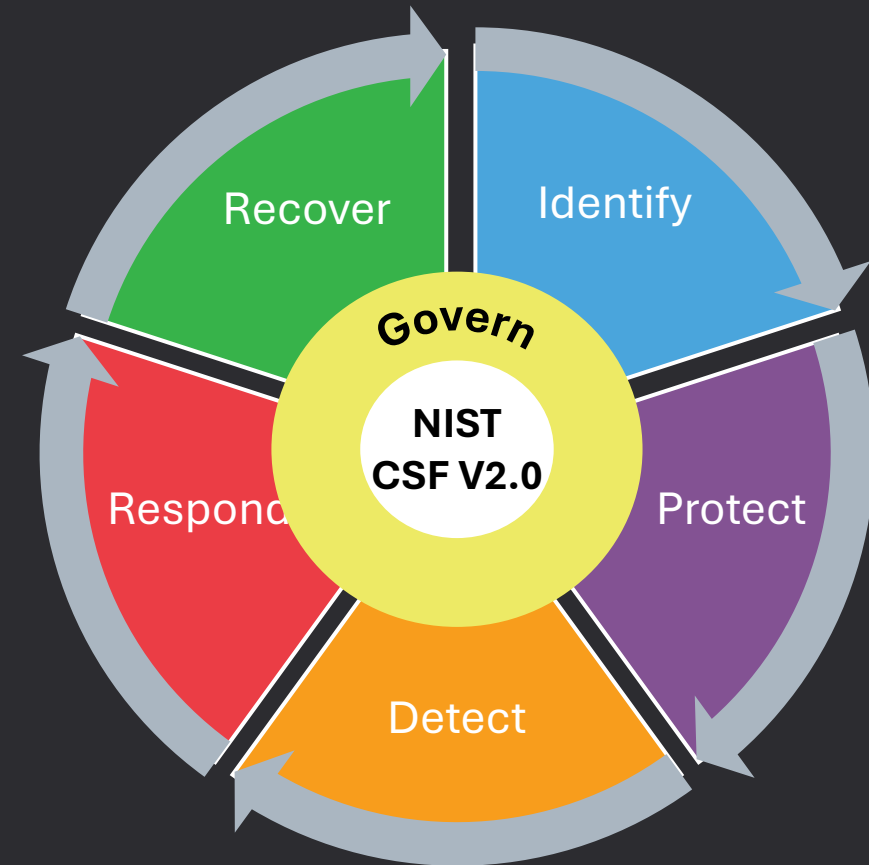 Recover
Identify
Govern
NIST
CSF V2.0
Respond
Protect
Detect